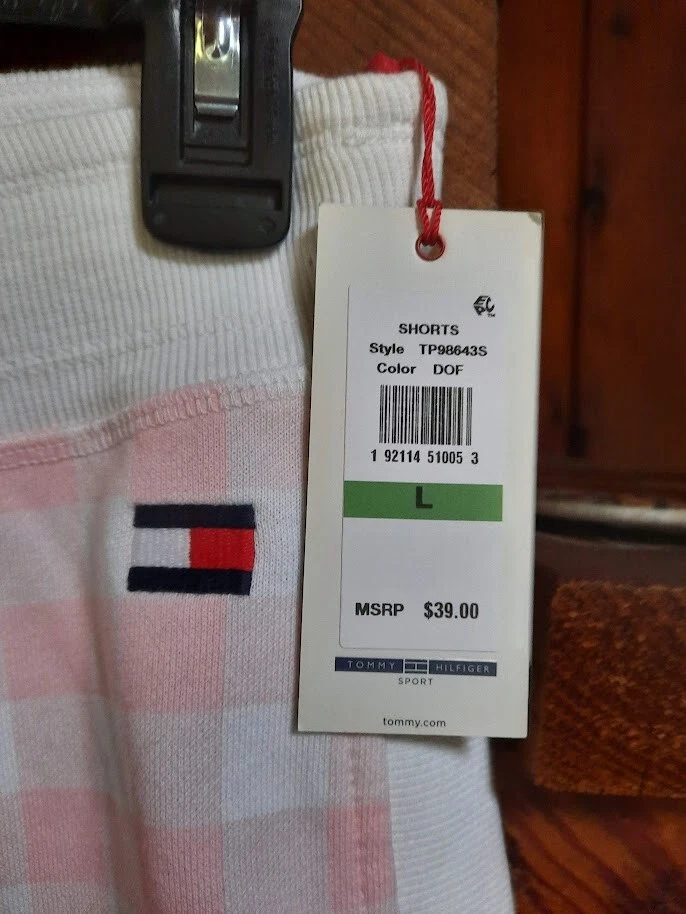 SHORTS
Style TP98643S
Color DOF
1 92114 51005 3
L
MSRP $39.00
TOMMY HILFIGER
SPORT
tommy.com